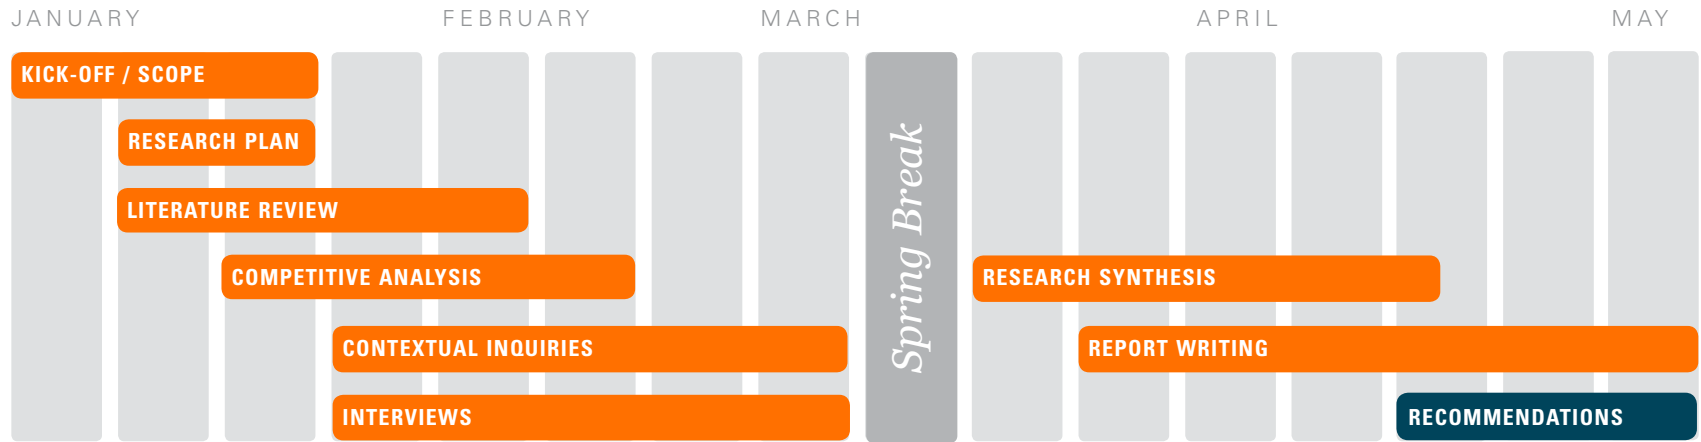 JANUARY
FEBRUARY
MARCH
APRIL
MAY
KICK-OFF / SCOPE
RESEARCH PLAN
LITERATURE REVIEW
COMPETITIVE ANALYSIS
CONTEXTUAL INQUIRIES
INTERVIEWS
Spring Break
RESEARCH SYNTHESIS
REPORT WRITING
RECOMMENDATIONS